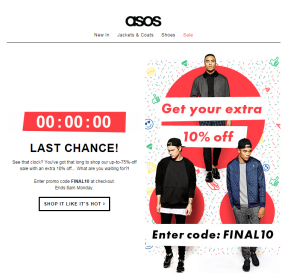 asos
New In Jackets & Coats Shoes Sale
00:00:00
LAST CHANCE!
See that clock? You've got that long to shop our up-to-75%-off
sale with an extra 10% off... What are you waiting for?!
Enter promo code FINAL10 at checkout.
Ends 8am Monday.
SHOP IT LIKE IT'S HOT >
Get your extra
10% off
Enter code: FINAL10